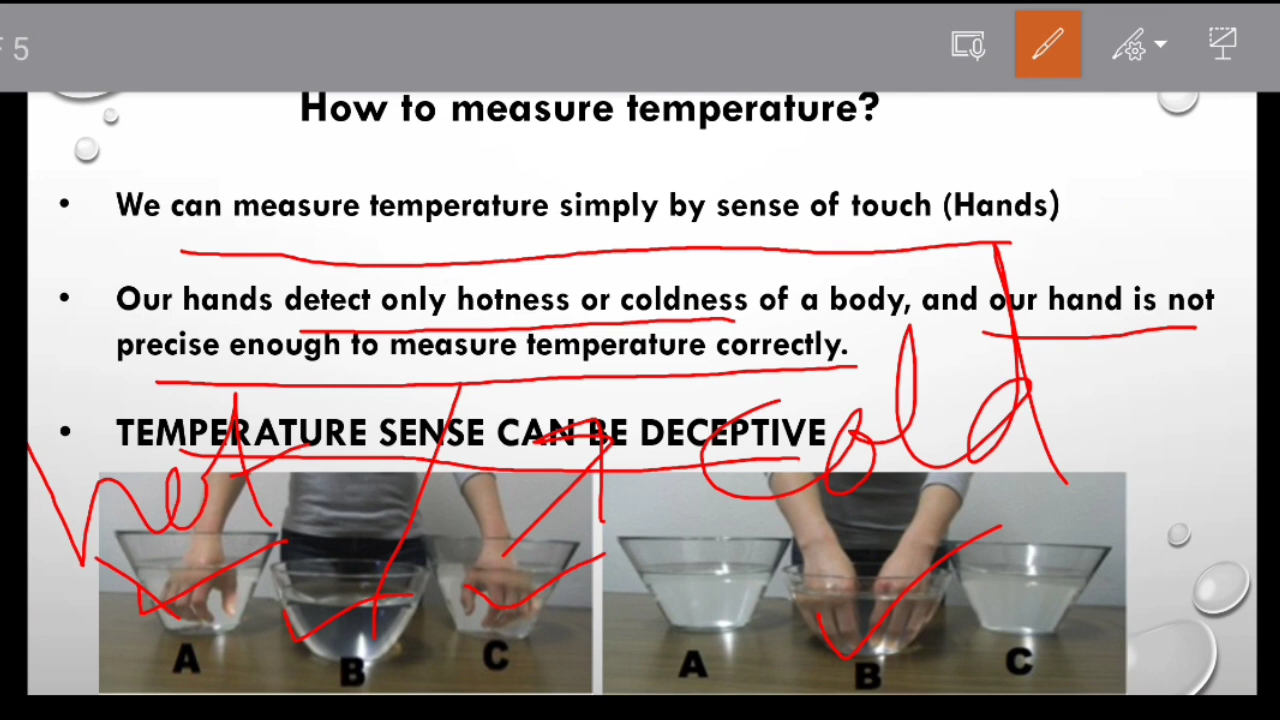 F 5
How to measure temperature?
• We can measure temperature simply by sense of touch (Hands)
• Our hands detect only hotness or coldness of a body, and our hand is not
precise enough to measure temperature correctly.
• TEMPERATURE SENSE CAN BE DECEPTIVE
hot cold
A B C A B C